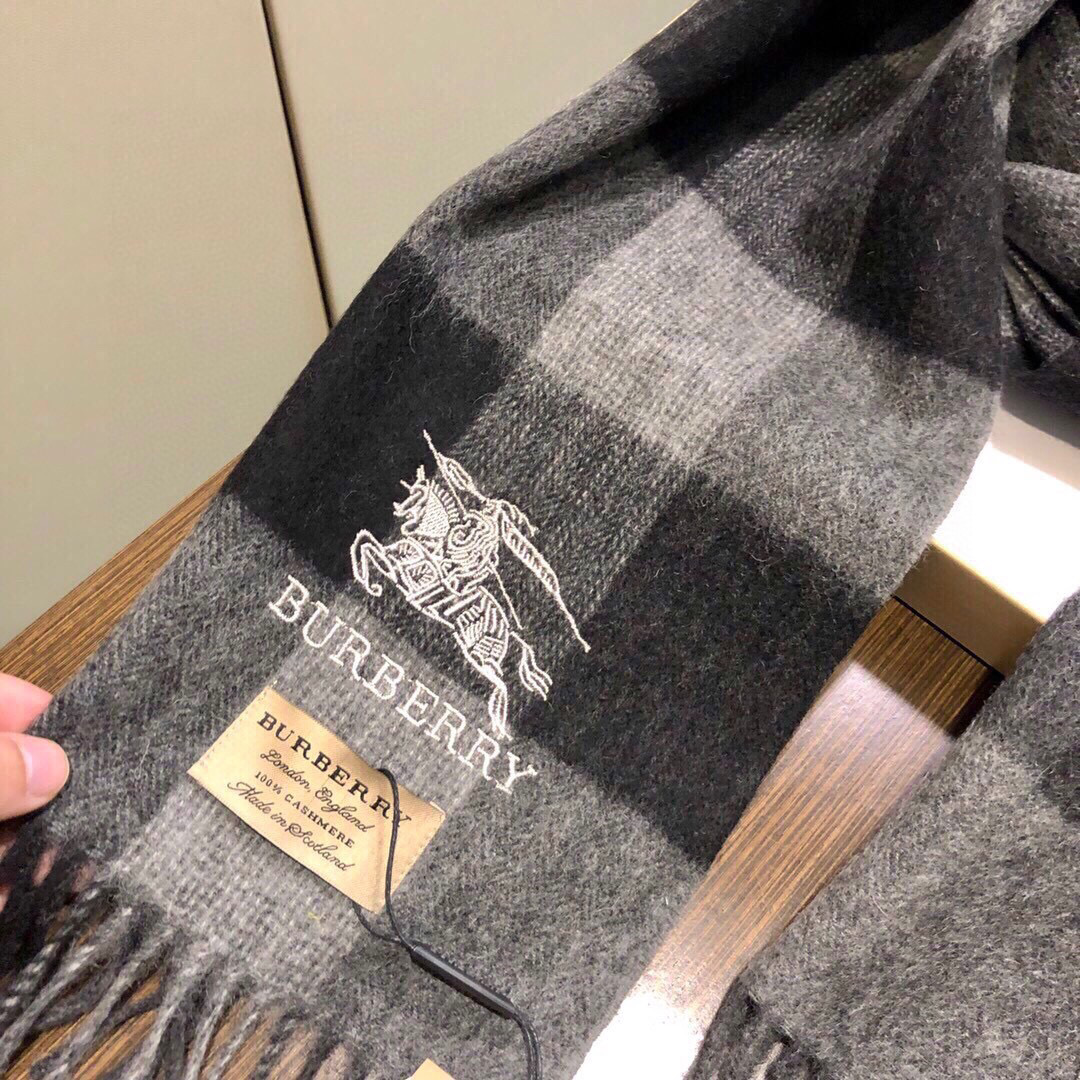 BURBERRY
BURBERRY
London, England
100% CASHMERE
Made in Scotland